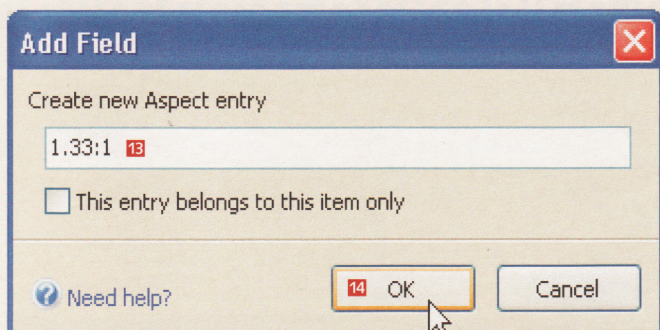 Add Field
Create new Aspect entry
1.33:1 13
This entry belongs to this item only
Need help?
14 OK
Cancel